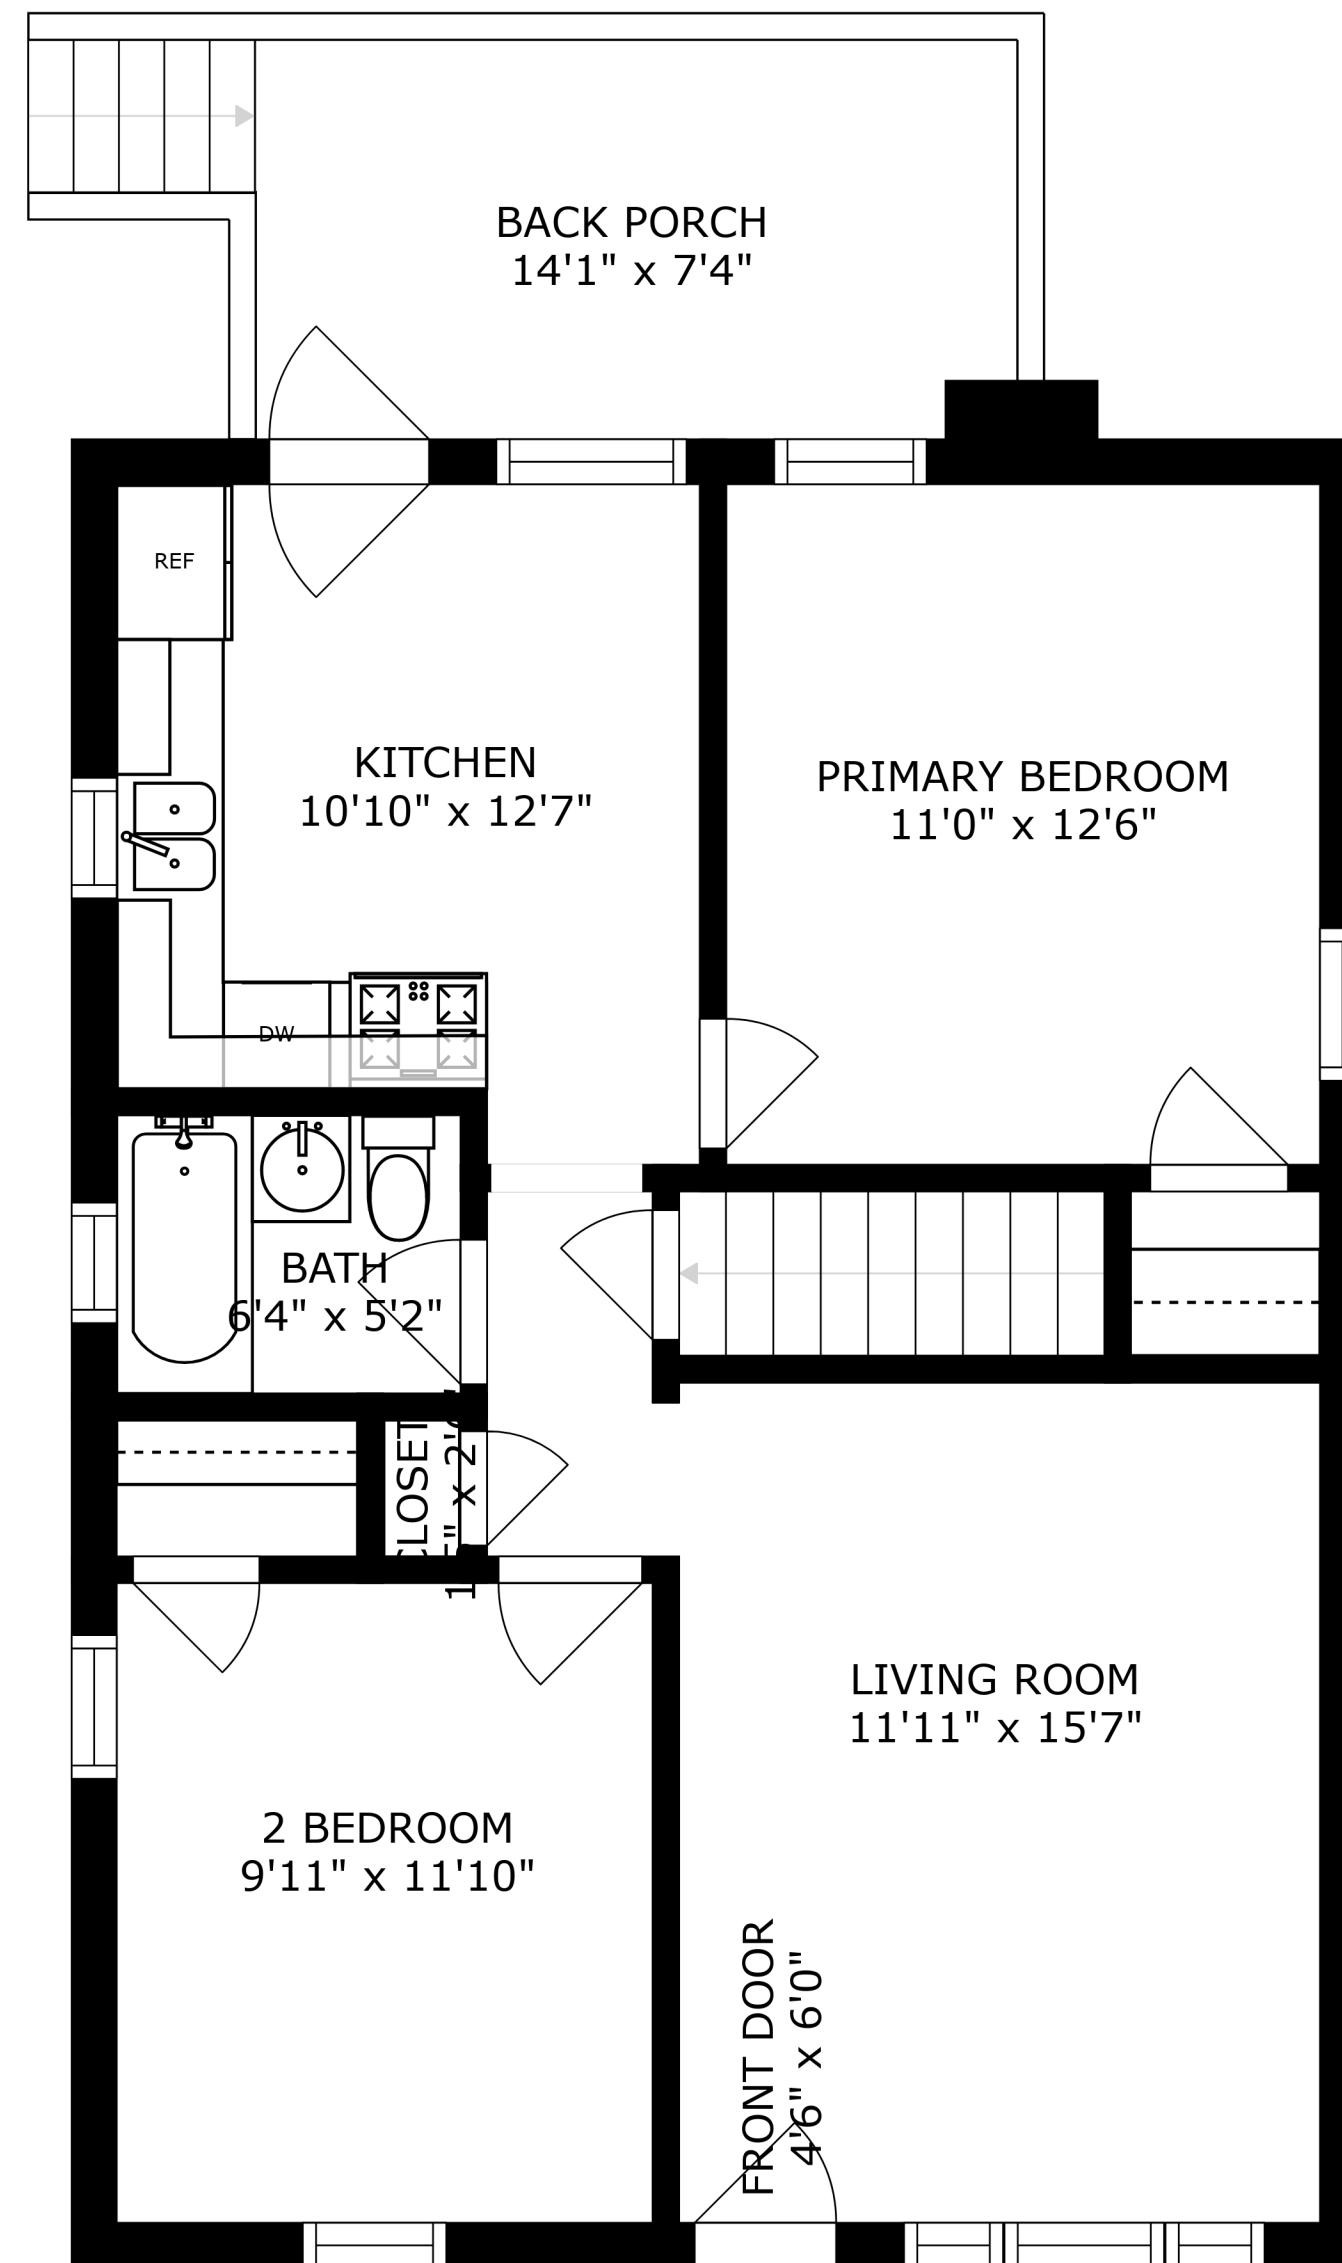 BACK PORCH
14'1" x 7'4"
REF
KITCHEN
10'10" x 12'7"
PRIMARY BEDROOM
11'0" x 12'6"
DW
BATH
6'4" x 5'2"
CLOSET
LIVING ROOM
11'11" x 15'7"
2 BEDROOM
9'11" x 11'10"
FRONT DOOR
4'6" x 6'0"